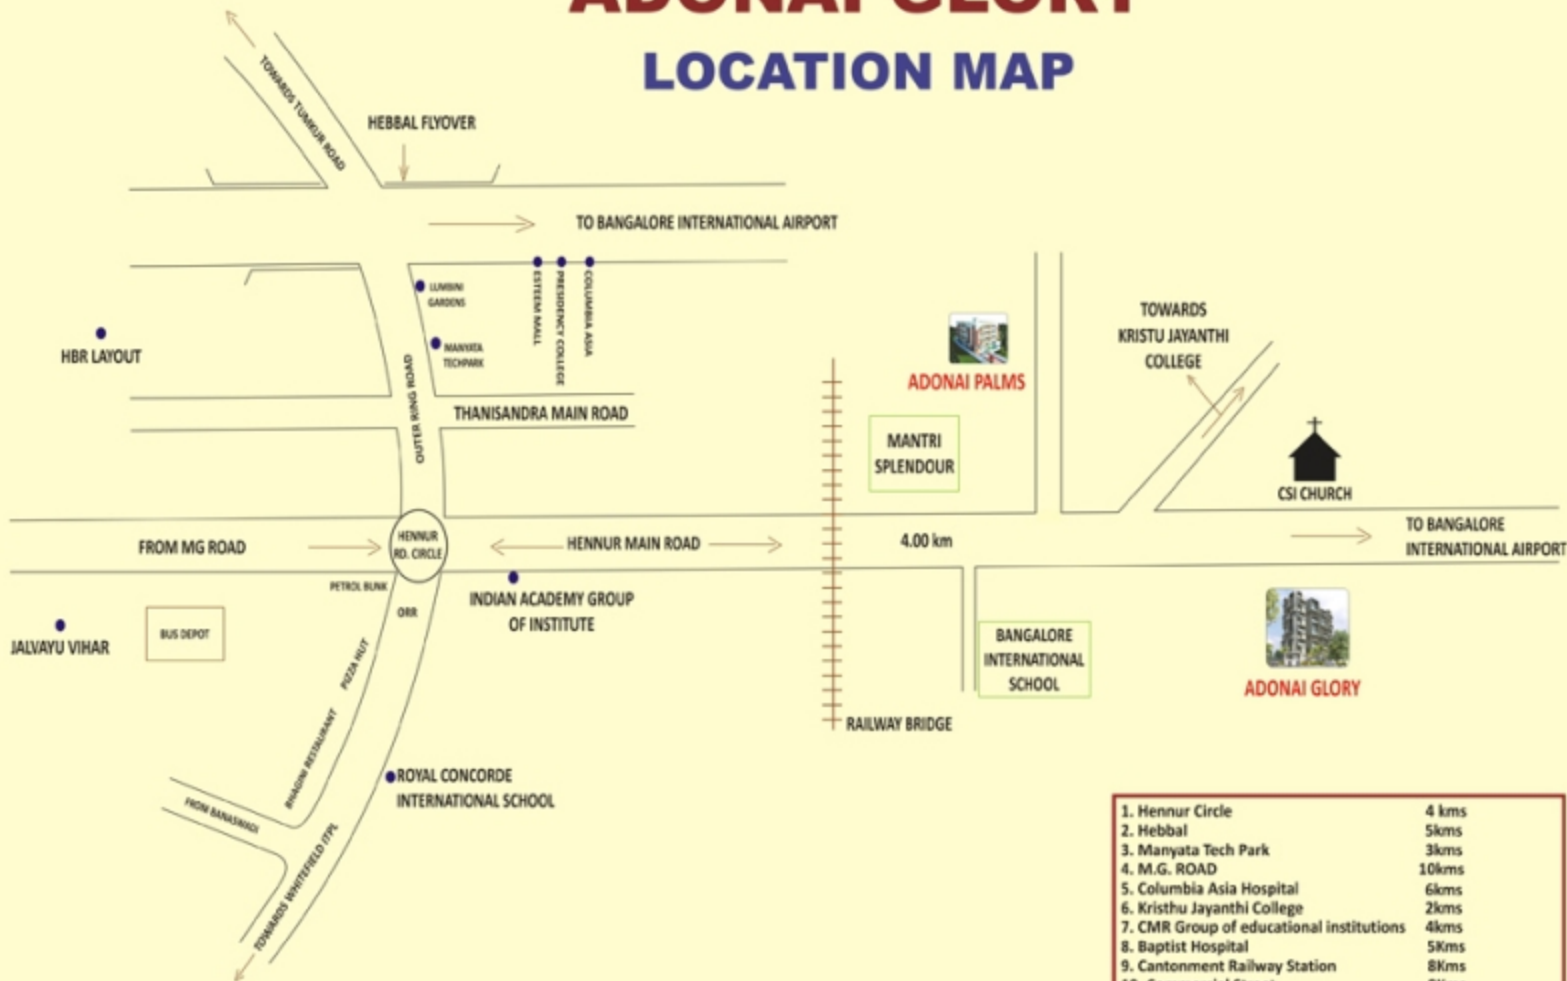 ADONAI GLORY
LOCATION MAP
TOWARDS TUMKUR ROAD
HEBBAL FLYOVER
TO BANGALORE INTERNATIONAL AIRPORT
LUMBINI
GARDENS
ESTEEM MALL
PRESIDENCY COLLEGE
COLUMBIA ASIA
MANYATA
TECHPARK
HBR LAYOUT
OUTER RING ROAD
THANISANDRA MAIN ROAD
TOWARDS
KRISTU JAYANTHI
COLLEGE
ADONAI PALMS
MANTRI
SPLENDOUR
CSI CHURCH
FROM MG ROAD
HENNUR
RD. CIRCLE
HENNUR MAIN ROAD
4.00 km
TO BANGALORE
INTERNATIONAL AIRPORT
PETROL BUNK
ORR
INDIAN ACADEMY GROUP
OF INSTITUTE
JALVAYU VIHAR
BUS DEPOT
PIZZA HUT
BANGALORE
INTERNATIONAL
SCHOOL
ADONAI GLORY
RAILWAY BRIDGE
BHAGINI RESTAURANT
ROYAL CONCORDE
INTERNATIONAL SCHOOL
FROM BANASWADI
TOWARDS WHITEFIELD ITPL
1. Hennur Circle 4 kms
2. Hebbal 5kms
3. Manyata Tech Park 3kms
4. M.G. ROAD 10kms
5. Columbia Asia Hospital 6kms
6. Kristhu Jayanthi College 2kms
7. CMR Group of educational institutions 4kms
8. Baptist Hospital 5Kms
9. Cantonment Railway Station 8Kms